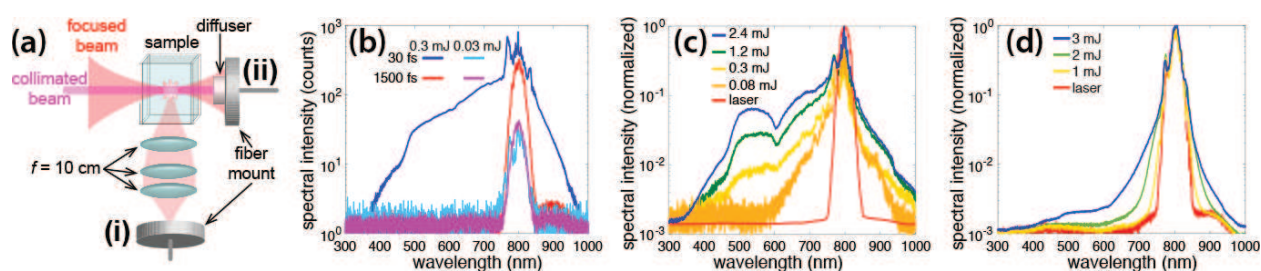 (a)
focused
beam
sample
diffuser
(ii)
collimated
beam
f = 10 cm
fiber
mount
(i)
(b)
0.3 mJ 0.03 mJ
30 fs
1500 fs
spectral intensity (counts)
10³
10²
10¹
10⁰
300 400 500 600 700 800 900 1000
wavelength (nm)
(c)
2.4 mJ
1.2 mJ
0.3 mJ
0.08 mJ
laser
spectral intensity (normalized)
10⁻⁰
10⁻¹
10⁻²
10⁻³
300 400 500 600 700 800 900 1000
wavelength (nm)
(d)
3 mJ
2 mJ
1 mJ
laser
spectral intensity (normalized)
10⁻⁰
10⁻¹
10⁻²
10⁻³
300 400 500 600 700 800 900 1000
wavelength (nm)